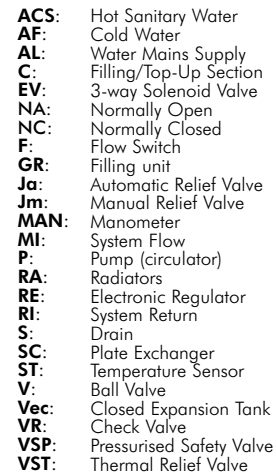 ACS: Hot Sanitary Water
AF: Cold Water
AL: Water Mains Supply
C: Filling/Top-Up Section
EV: 3-way Solenoid Valve
NA: Normally Open
NC: Normally Closed
F: Flow Switch
GR: Filling unit
Ja: Automatic Relief Valve
Jm: Manual Relief Valve
MAN: Manometer
MI: System Flow
P: Pump (circulator)
RA: Radiators
RE: Electronic Regulator
RI: System Return
S: Drain
SC: Plate Exchanger
ST: Temperature Sensor
V: Ball Valve
Vec: Closed Expansion Tank
VR: Check Valve
VSP: Pressurised Safety Valve
VST: Thermal Relief Valve